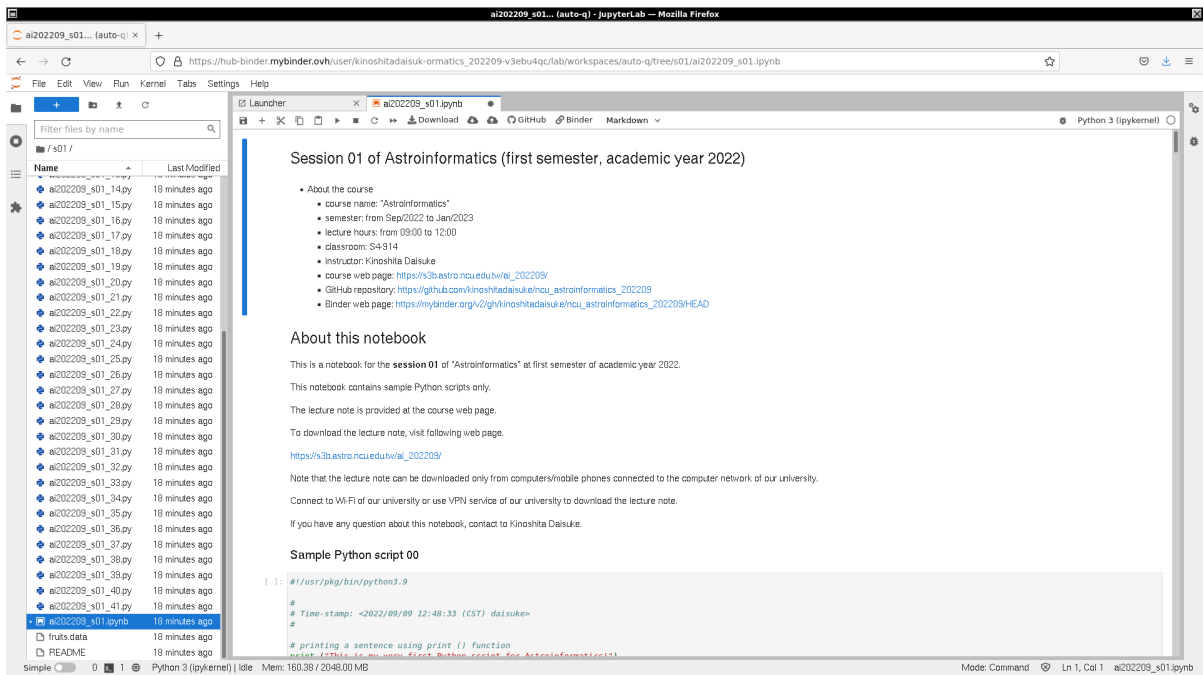 ai202209_s01... (auto-q) - JupyterLab — Mozilla Firefox
ai202209_s01... (auto-q) ×
https://hub-binder.mybinder.ovh/user/kinoshitadaisuk-ormatics_202209-v3ebu4qc/lab/workspaces/auto-q/tree/s01/ai202209_s01.ipynb
File Edit View Run Kernel Tabs Settings Help
Filter files by name
/ s01 /
Name Last Modified
ai202209_s01_14.py 18 minutes ago
ai202209_s01_15.py 18 minutes ago
ai202209_s01_16.py 18 minutes ago
ai202209_s01_17.py 18 minutes ago
ai202209_s01_18.py 18 minutes ago
ai202209_s01_19.py 18 minutes ago
ai202209_s01_20.py 18 minutes ago
ai202209_s01_21.py 18 minutes ago
ai202209_s01_22.py 18 minutes ago
ai202209_s01_23.py 18 minutes ago
ai202209_s01_24.py 18 minutes ago
ai202209_s01_25.py 18 minutes ago
ai202209_s01_26.py 18 minutes ago
ai202209_s01_27.py 18 minutes ago
ai202209_s01_28.py 18 minutes ago
ai202209_s01_29.py 18 minutes ago
ai202209_s01_30.py 18 minutes ago
ai202209_s01_31.py 18 minutes ago
ai202209_s01_32.py 18 minutes ago
ai202209_s01_33.py 18 minutes ago
ai202209_s01_34.py 18 minutes ago
ai202209_s01_35.py 18 minutes ago
ai202209_s01_36.py 18 minutes ago
ai202209_s01_37.py 18 minutes ago
ai202209_s01_38.py 18 minutes ago
ai202209_s01_39.py 18 minutes ago
ai202209_s01_40.py 18 minutes ago
ai202209_s01_41.py 18 minutes ago
ai202209_s01.ipynb 18 minutes ago
fruits.data 18 minutes ago
README 18 minutes ago
Launcher × ai202209_s01.ipynb
Download GitHub Binder Markdown Python 3 (ipykernel)
Session 01 of Astroinformatics (first semester, academic year 2022)
About the course
course name: "Astroinformatics"
semester: from Sep/2022 to Jan/2023
lecture hours: from 09:00 to 12:00
classroom: S4-914
instructor: Kinoshita Daisuke
course web page: https://s3b.astro.ncu.edu.tw/ai_202209/
GitHub repository: https://github.com/kinoshitadaisuke/ncu_astroinformatics_202209
Binder web page: https://mybinder.org/v2/gh/kinoshitadaisuke/ncu_astroinformatics_202209/HEAD
About this notebook
This is a notebook for the session 01 of "Astroinformatics" at first semester of academic year 2022.
This notebook contains sample Python scripts only.
The lecture note is provided at the course web page.
To download the lecture note, visit following web page.
https://s3b.astro.ncu.edu.tw/ai_202209/
Note that the lecture note can be downloaded only from computers/mobile phones connected to the computer network of our university.
Connect to Wi-Fi of our university or use VPN service of our university to download the lecture note.
If you have any question about this notebook, contact to Kinoshita Daisuke.
Sample Python script 00
[ ]: #!/usr/pkg/bin/python3.9
#
# Time-stamp: <2022/09/09 12:48:33 (CST) daisuke>
#
# printing a sentence using print () function
print ("This is my very first Python script for Astroinformatics!")
Simple 0 1 Python 3 (ipykernel) | Idle Mem: 160.38 / 2048.00 MB Mode: Command Ln 1, Col 1 ai202209_s01.ipynb